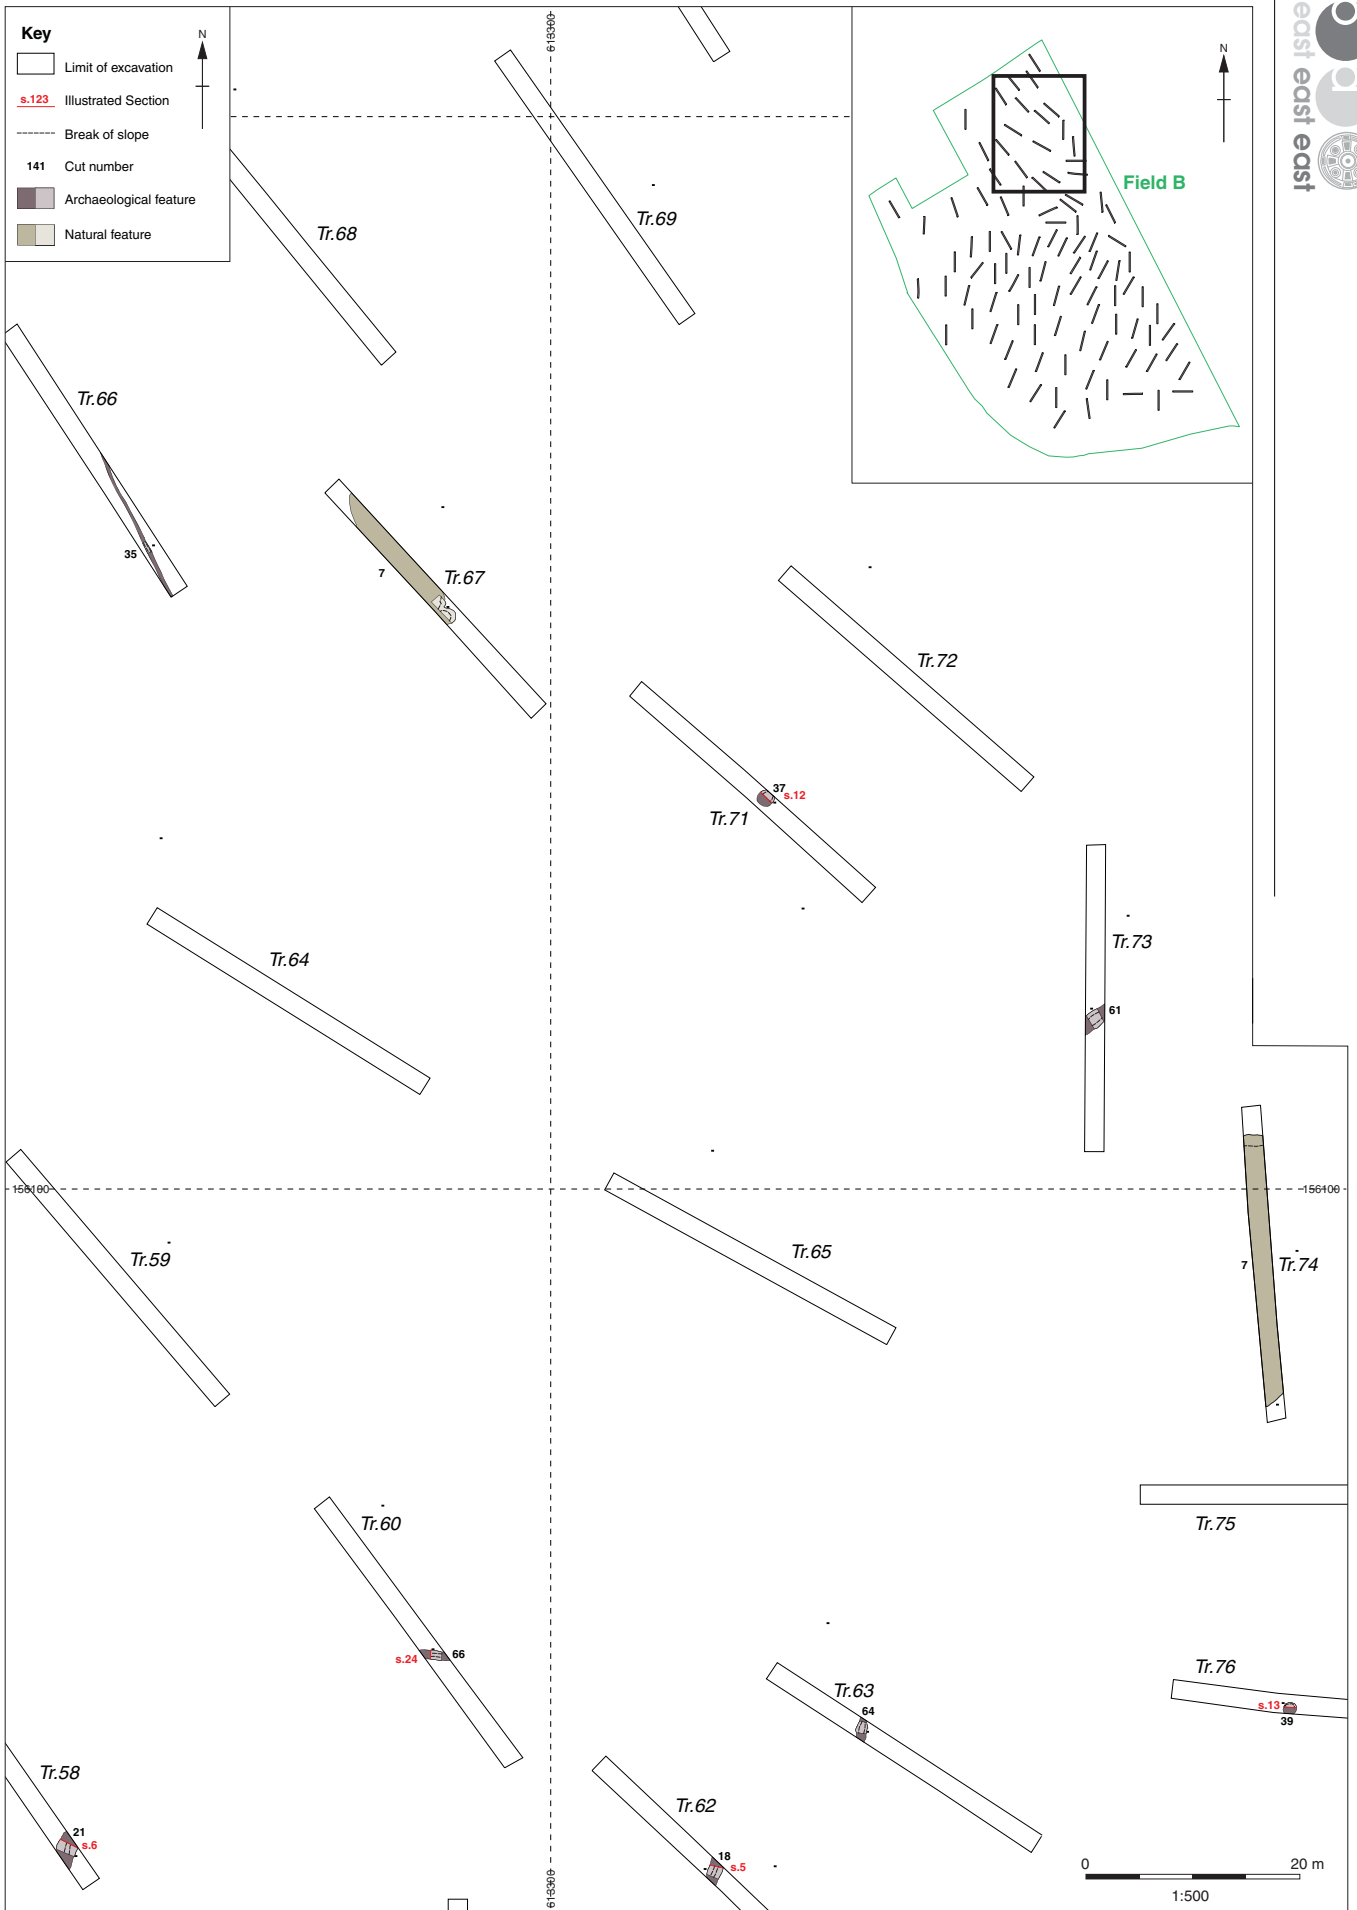 Key
N
Limit of excavation
s.123 Illustrated Section
Break of slope
141 Cut number
Archaeological feature
Natural feature
613300
N
Field B
east east east
Tr.68
Tr.69
Tr.66
35
7
Tr.67
Tr.72
37
s.12
Tr.71
Tr.64
Tr.73
61
156100
156100
Tr.59
Tr.65
7
Tr.74
Tr.60
Tr.75
s.24
66
Tr.76
s.13
39
Tr.63
64
Tr.58
21
s.6
Tr.62
18
s.5
613300
0 20 m
1:500